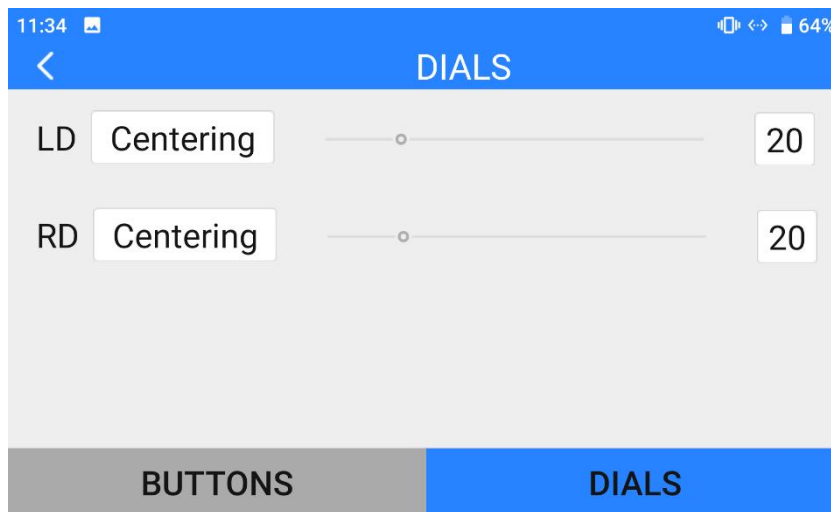 11:34 64%
DIALS
LD Centering 20
RD Centering 20
BUTTONS DIALS